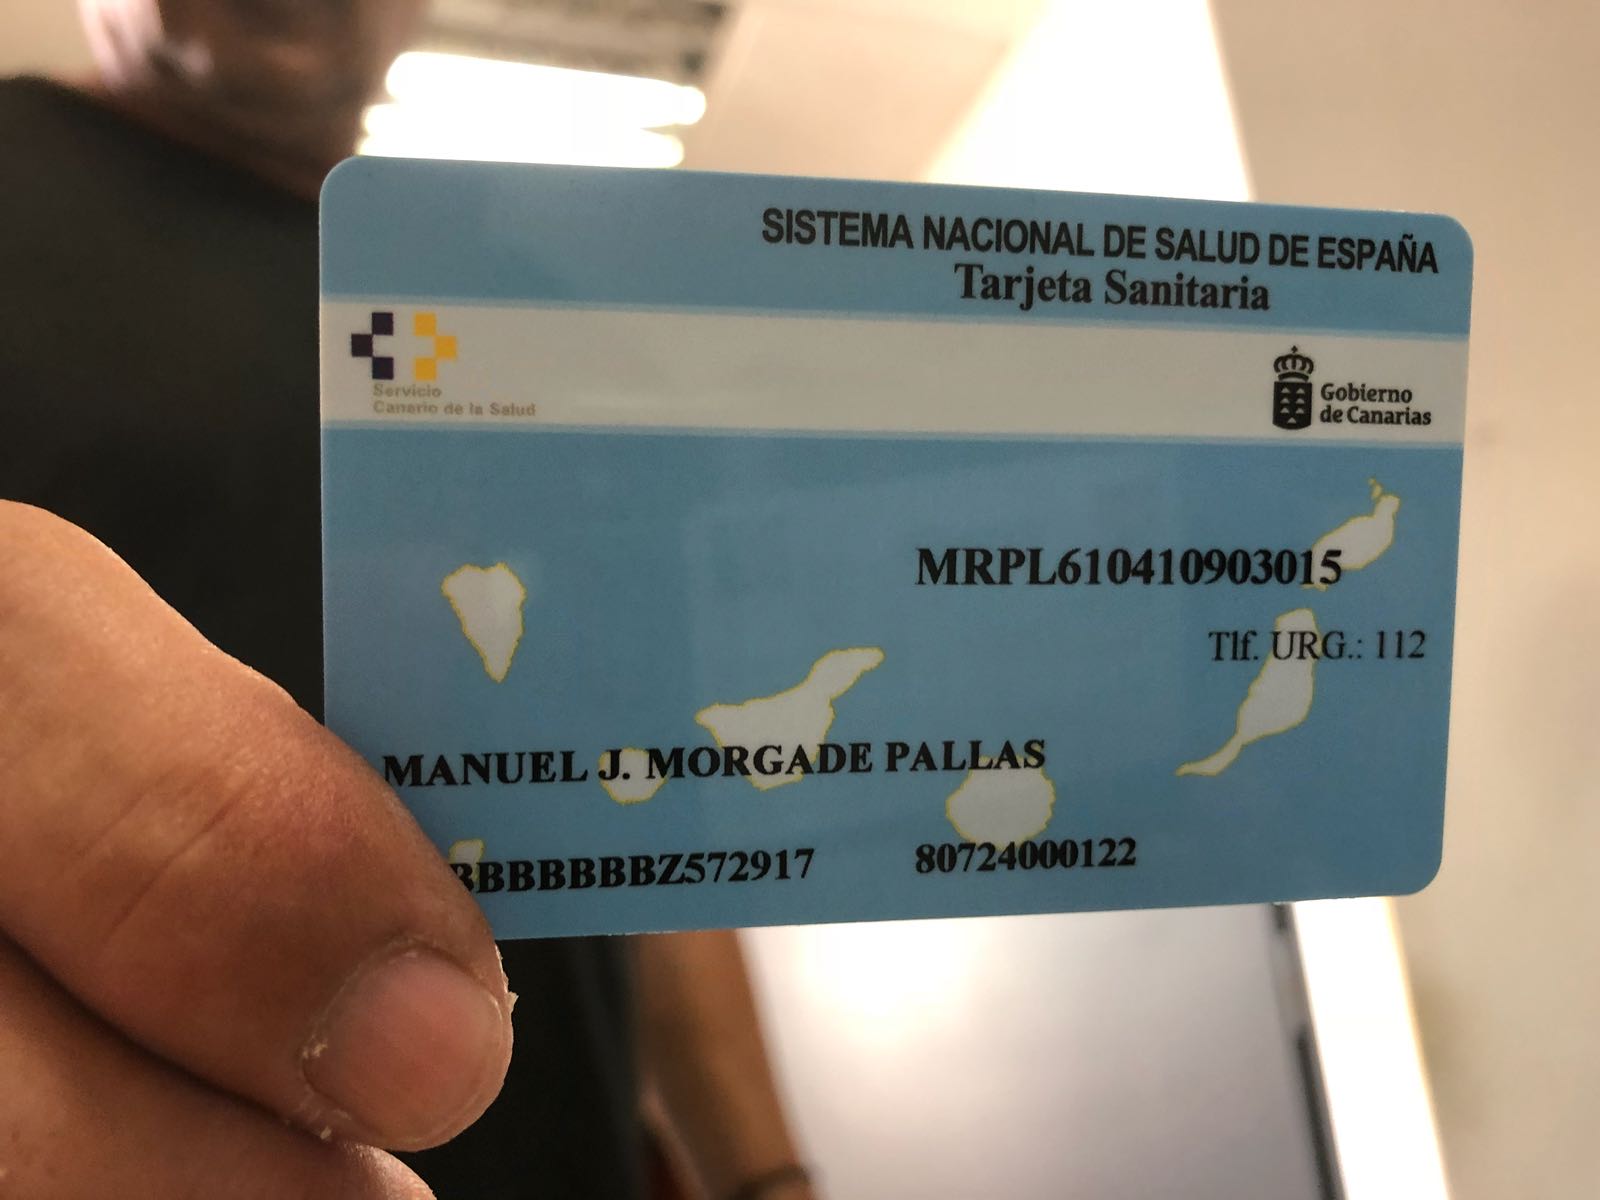 SISTEMA NACIONAL DE SALUD DE ESPAÑA
Tarjeta Sanitaria
Servicio
Canario de la Salud
Gobierno
de Canarias
MRPL610410903015
Tlf. URG.: 112
MANUEL J. MORGADE PALLAS
BBBBBBBZ572917 80724000122